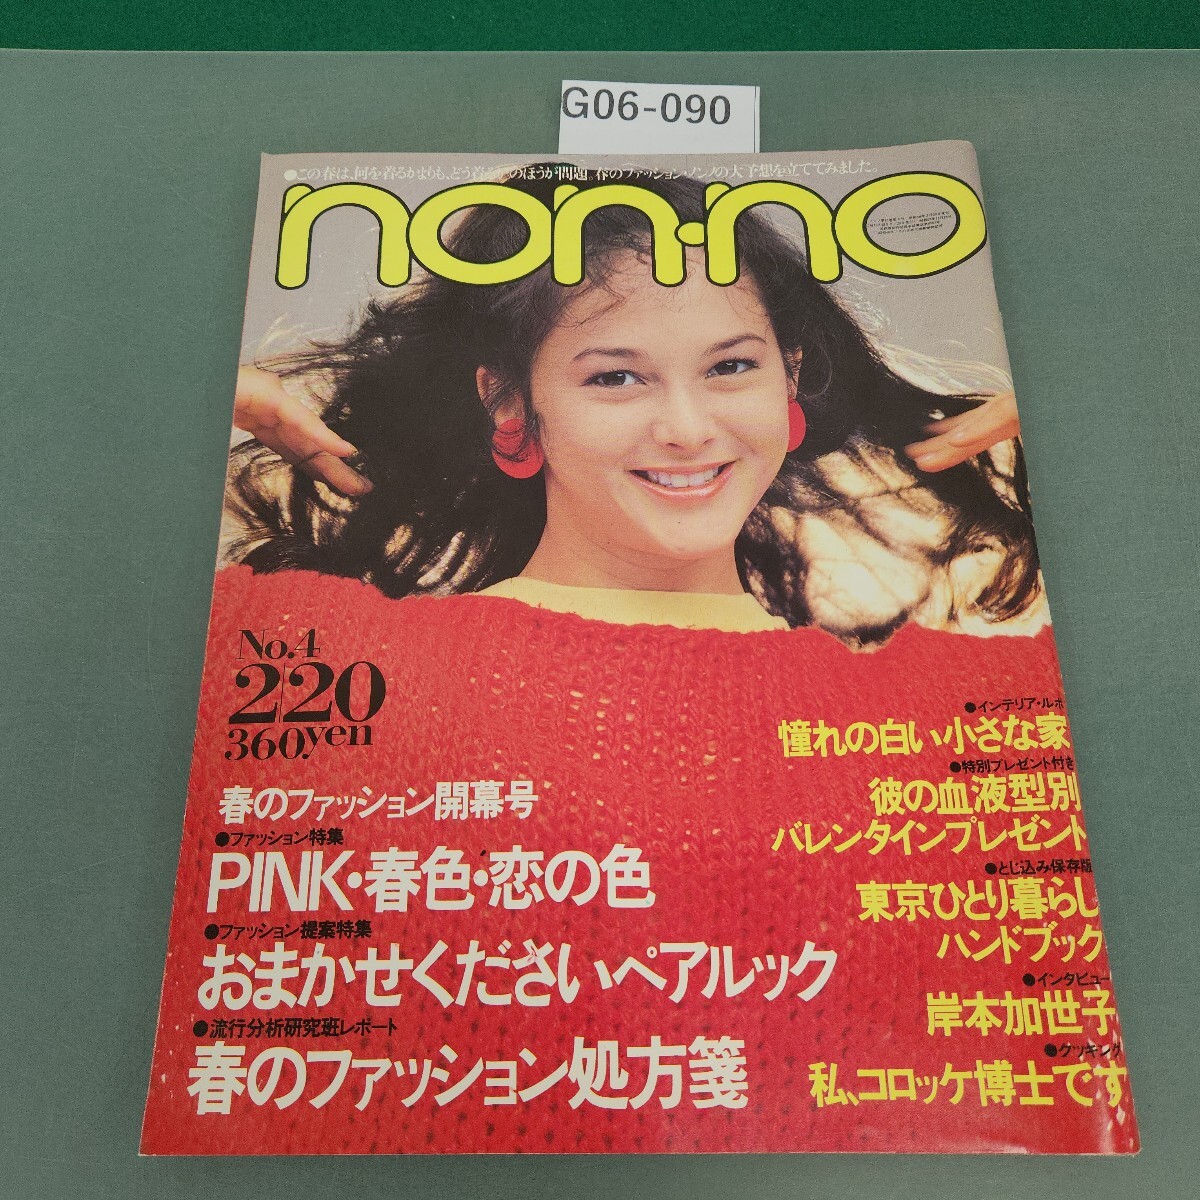 G06-090
●この春は、何を着るかよりも、どう着るかのほうが問題。春のファッション・ノンノの大予想を立ててみました。
non・no
No.4
2/20
360.yen
春のファッション開幕号
●ファッション特集
PINK・春色・恋の色
●ファッション提案特集
おまかせくださいペアルック
●流行分析研究班レポート
春のファッション処方箋
●インテリア・ルポ
憧れの白い小さな家
●特別プレゼント付き
彼の血液型別
バレンタインプレゼント
●とじ込み保存版
東京ひとり暮らし
ハンドブック
●インタビュー
岸本加世子
●クッキング
私、コロッケ博士です